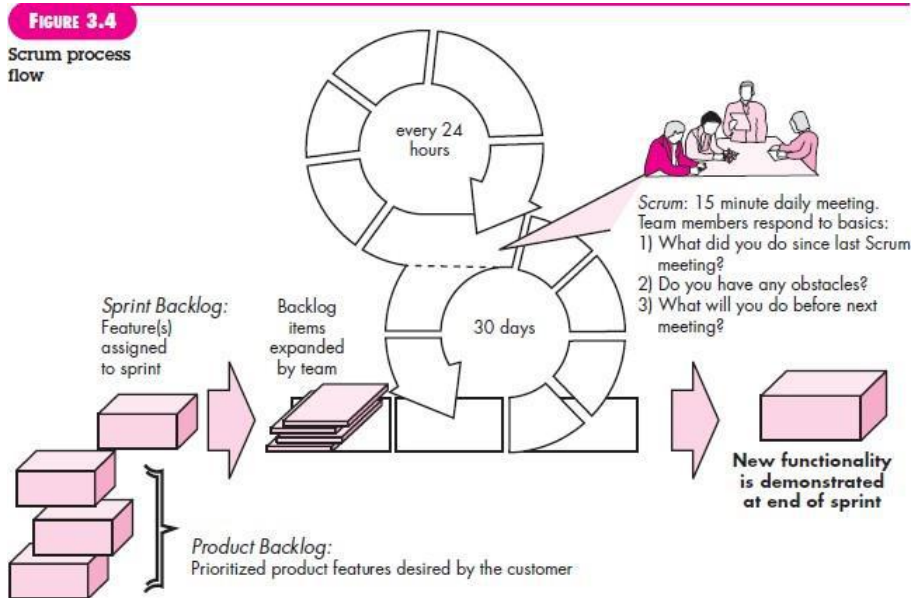 FIGURE 3.4
Scrum process
flow
every 24
hours
Scrum: 15 minute daily meeting.
Team members respond to basics:
1) What did you do since last Scrum
meeting?
2) Do you have any obstacles?
3) What will you do before next
meeting?
Sprint Backlog:
Feature(s)
assigned
to sprint
Backlog
items
expanded
by team
30 days
New functionality
is demonstrated
at end of sprint
Product Backlog:
Prioritized product features desired by the customer